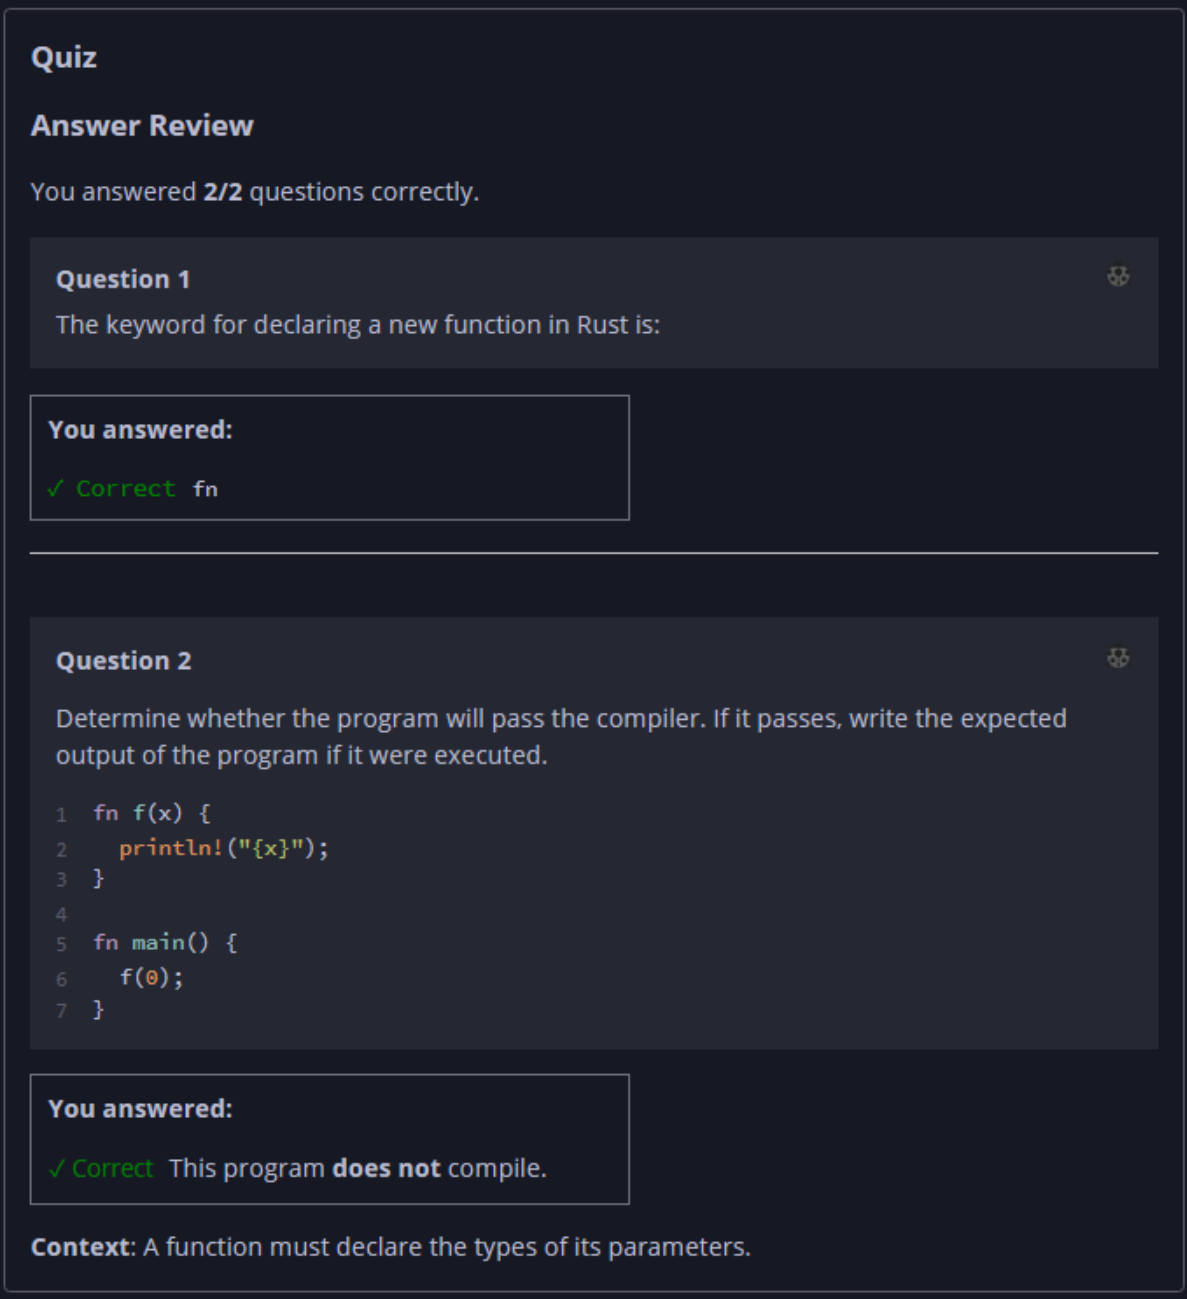 Quiz
Answer Review
You answered 2/2 questions correctly.
Question 1
The keyword for declaring a new function in Rust is:
You answered:
✓ Correct fn
Question 2
Determine whether the program will pass the compiler. If it passes, write the expected
output of the program if it were executed.
1 fn f(x) {
2   println!("{x}");
3 }
4
5 fn main() {
6   f(0);
7 }
You answered:
✓ Correct This program does not compile.
Context: A function must declare the types of its parameters.